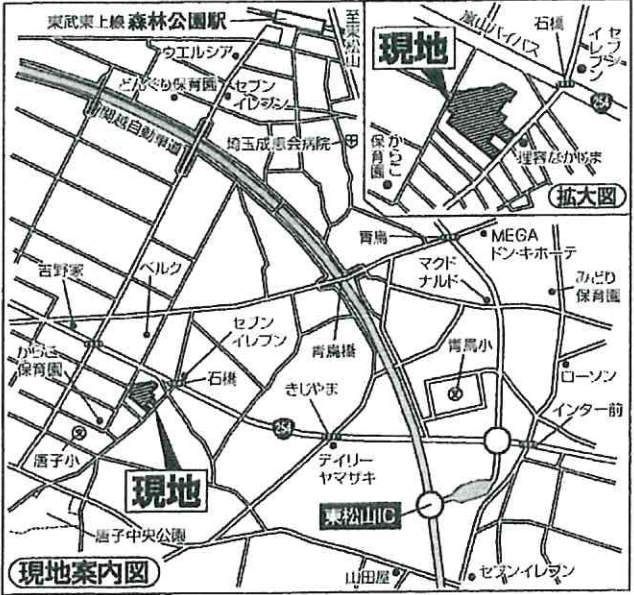 東武東上線 森林公園駅
至東松山
ウエルシア
どんぐり保育園
セブン
イレブン
関越自動車道
埼玉成恵会病院
現地
嵐山バイパス
石橋
セブン
イレブン
254
からこ
保育園
理容なかじま
拡大図
青鳥
MEGA
ドン・キホーテ
マクド
ナルド
みどり
保育園
吉野家
ベルク
セブン
イレブン
青鳥橋
青鳥小
からこ
保育園
石橋
きじやま
ローソン
254
インター前
唐子小
デイリー
ヤマザキ
現地
東松山IC
唐子中央公園
現地案内図
山田屋
セブン-イレブン